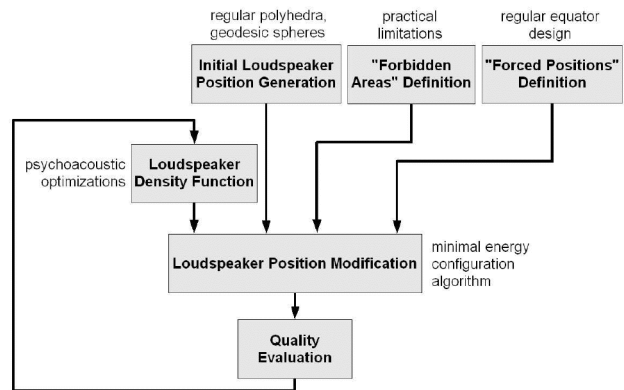 regular polyhedra,
geodesic spheres
practical
limitations
regular equator
design
Initial Loudspeaker
Position Generation
"Forbidden
Areas" Definition
"Forced Positions"
Definition
psychoacoustic
optimizations
Loudspeaker
Density Function
Loudspeaker Position Modification
minimal energy
configuration
algorithm
Quality
Evaluation